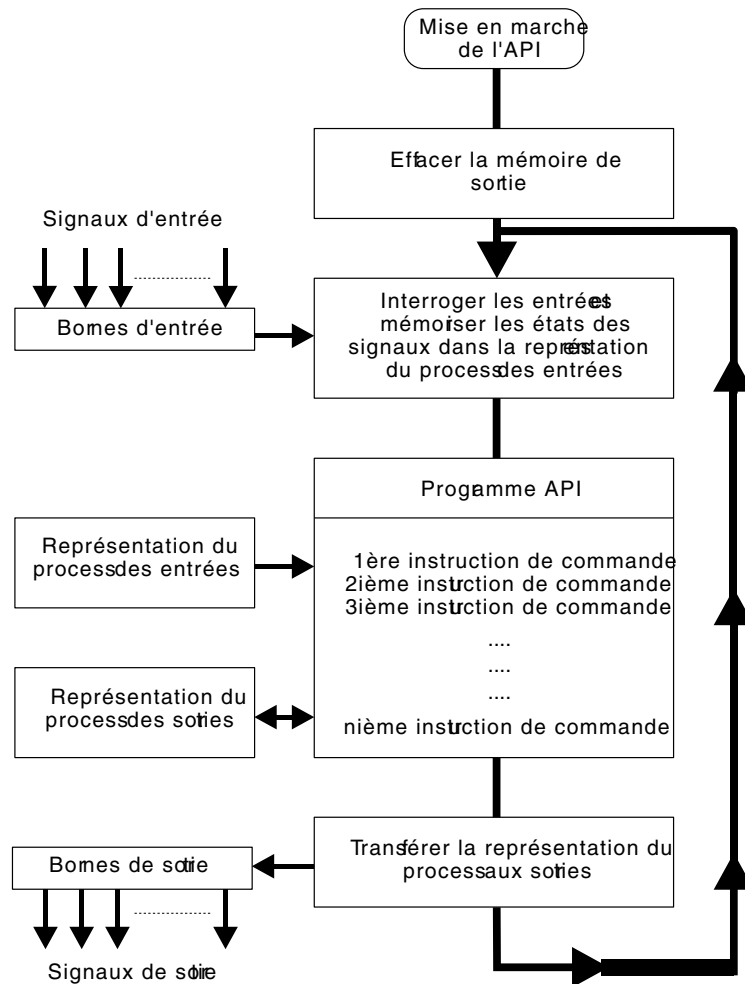 Mise en marche
de l'API
Effacer la mémoire de
sortie
Signaux d'entrée
Bornes d'entrée
Interroger les entrées et
mémoriser les états des
signaux dans la représentation
du process des entrées
Programme API
Représentation du
process des entrées
1ère instruction de commande
2ième instruction de commande
3ième instruction de commande
....
....
....
nième instruction de commande
Représentation du
process des sorties
Transférer la représentation du
process aux sorties
Bornes de sortie
Signaux de sortie